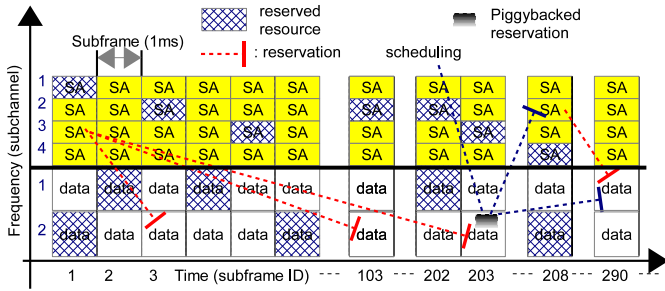 reserved resource
Piggybacked reservation
Subframe (1ms)
: reservation
scheduling
Frequency (subchannel)
1 SA SA SA SA SA SA SA SA SA SA SA
2 SA SA SA SA SA SA SA SA SA SA SA
3 SA SA SA SA SA SA SA SA SA SA SA
4 SA SA SA SA SA SA SA SA SA SA SA
1 data data data data data data data data data data data
2 data data data data data data data data data data data
1 2 3 Time (subframe ID) 103 202 203 208 290